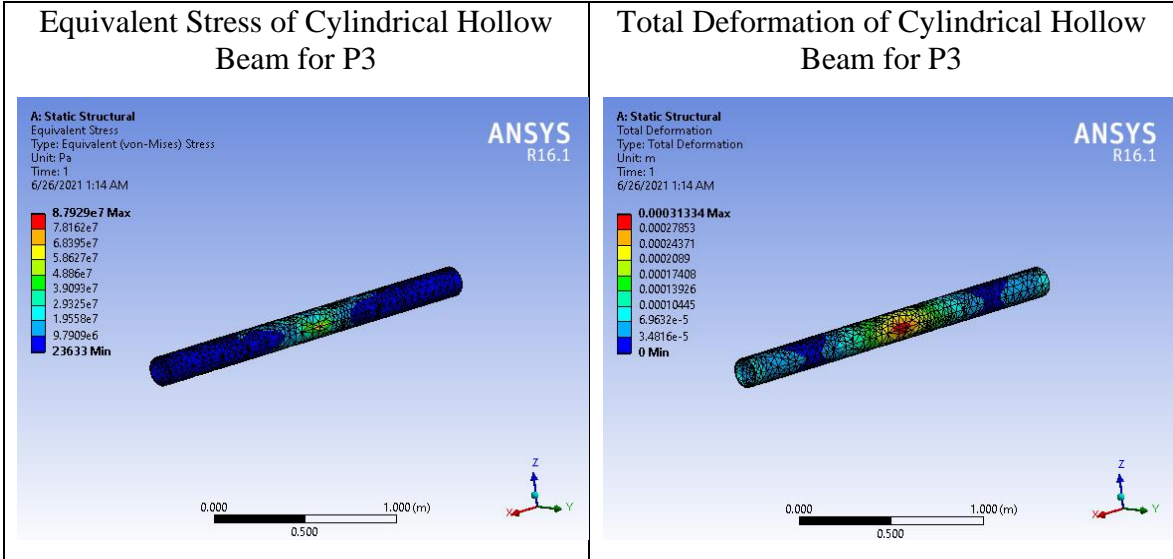 Equivalent Stress of Cylindrical Hollow
Beam for P3
A: Static Structural
Equivalent Stress
Type: Equivalent (von-Mises) Stress
Unit: Pa
Time: 1
6/26/2021 1:14 AM
ANSYS
R16.1
8.7929e7 Max
7.8162e7
6.8395e7
5.8627e7
4.886e7
3.9093e7
2.9325e7
1.9558e7
9.7909e6
23633 Min
0.000
1.000 (m)
0.500
Z
X
Y
Total Deformation of Cylindrical Hollow
Beam for P3
A: Static Structural
Total Deformation
Type: Total Deformation
Unit: m
Time: 1
6/26/2021 1:14 AM
ANSYS
R16.1
0.00031334 Max
0.00027853
0.00024371
0.0002089
0.00017408
0.00013926
0.00010445
6.9632e-5
3.4816e-5
0 Min
0.000
1.000 (m)
0.500
Z
X
Y